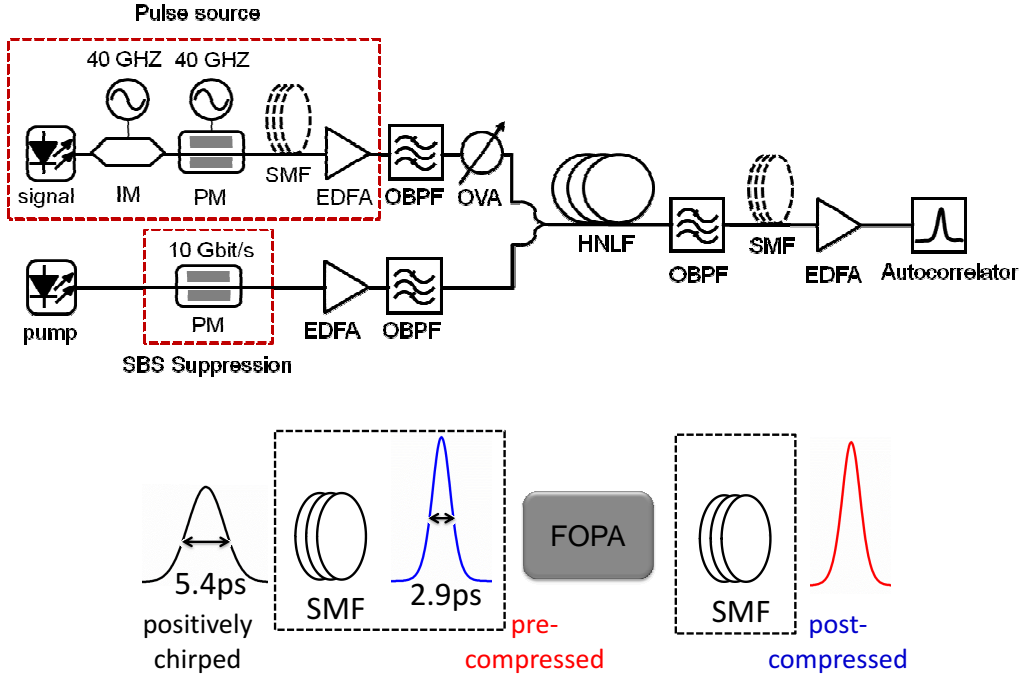 Pulse source
40 GHZ 40 GHZ
signal IM PM SMF EDFA OBPF OVA
HNLF OBPF SMF EDFA Autocorrelator
10 Gbit/s
pump PM EDFA OBPF
SBS Suppression
5.4ps SMF 2.9ps FOPA SMF
positively pre- post-
chirped compressed compressed